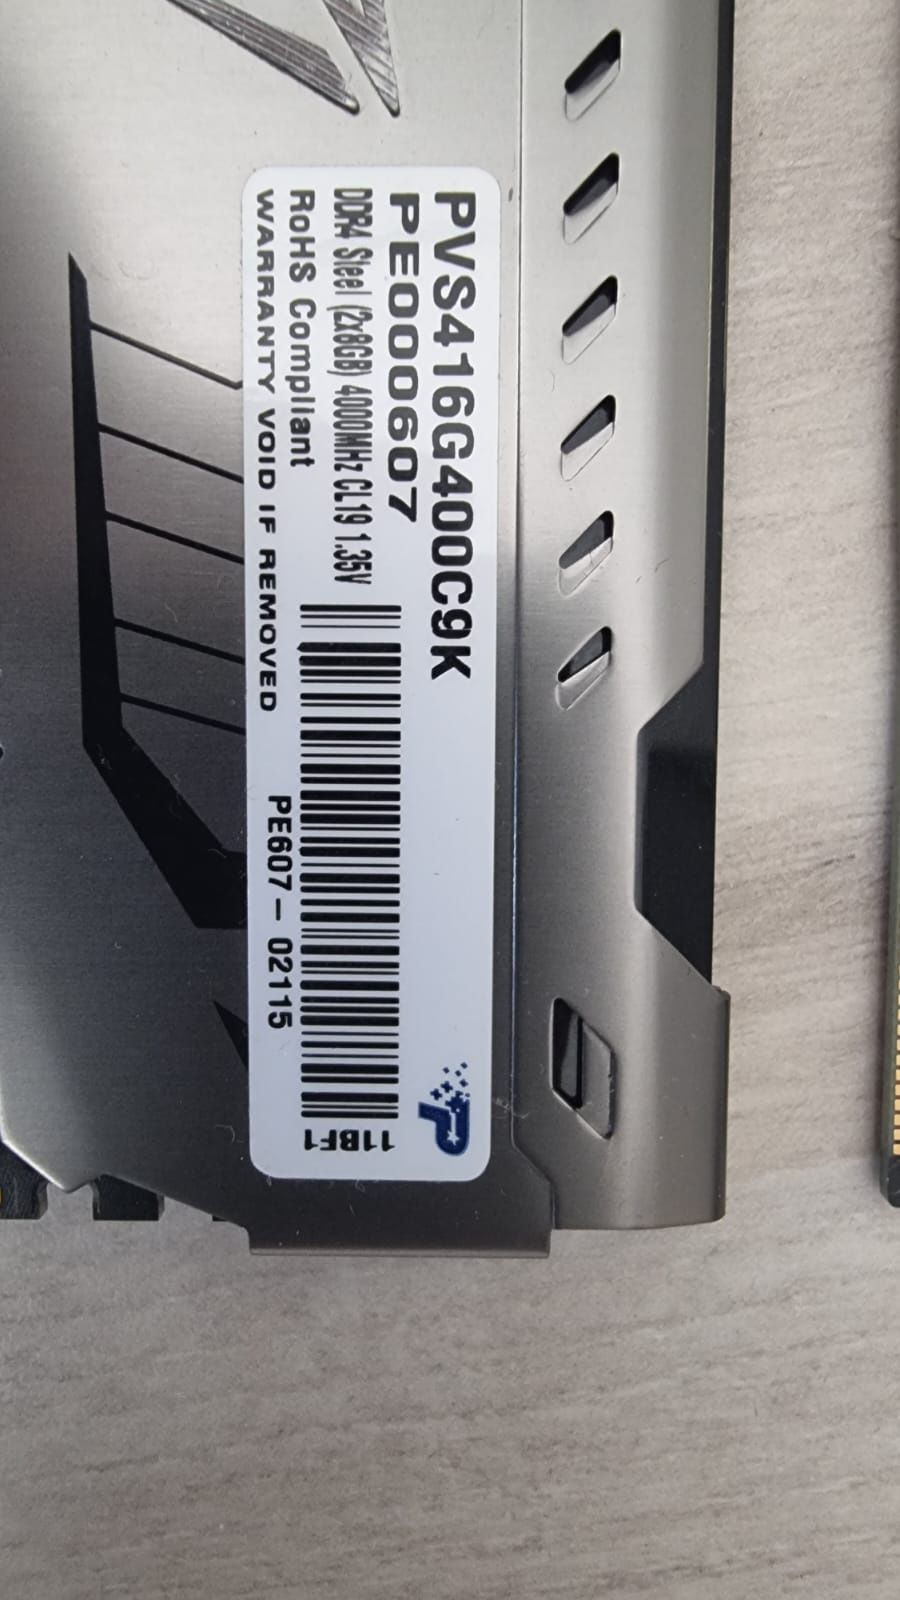 PVS416G400C9K
PE000607
DDR4 Steel (2x8GB) 4000MHz CL19 1.35V
RoHS Compliant
WARRANTY VOID IF REMOVED
PE607 - 02115
11BF1